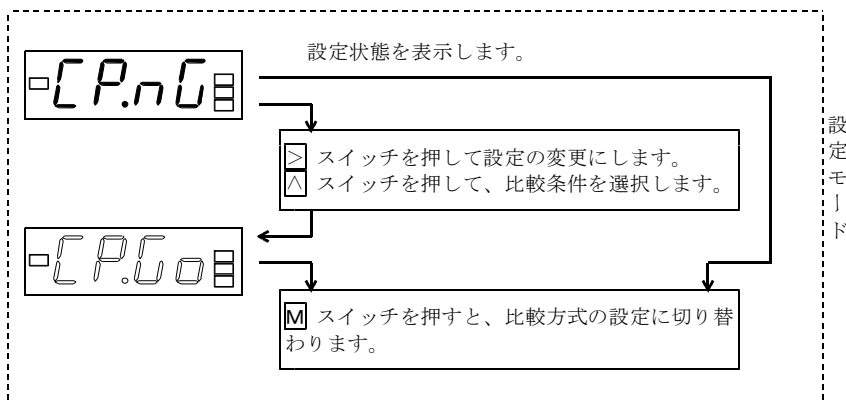 設定状態を表示します。
CP.nG
> スイッチを押して設定の変更にします。
∧ スイッチを押して、比較条件を選択します。
CP.Go
M スイッチを押すと、比較方式の設定に切り替
わります。
設定モード